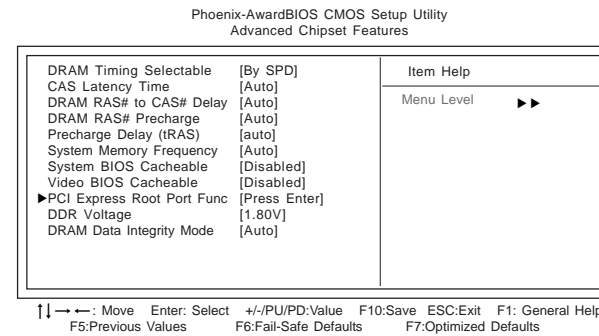 Phoenix-AwardBIOS CMOS Setup Utility
Advanced Chipset Features
DRAM Timing Selectable [By SPD]
CAS Latency Time [Auto]
DRAM RAS# to CAS# Delay [Auto]
DRAM RAS# Precharge [Auto]
Precharge Delay (tRAS) [auto]
System Memory Frequency [Auto]
System BIOS Cacheable [Disabled]
Video BIOS Cacheable [Disabled]
▶PCI Express Root Port Func [Press Enter]
DDR Voltage [1.80V]
DRAM Data Integrity Mode [Auto]
Item Help
Menu Level ▶▶
↑↓→←: Move Enter: Select +/-/PU/PD:Value F10:Save ESC:Exit F1: General Help
F5:Previous Values F6:Fail-Safe Defaults F7:Optimized Defaults